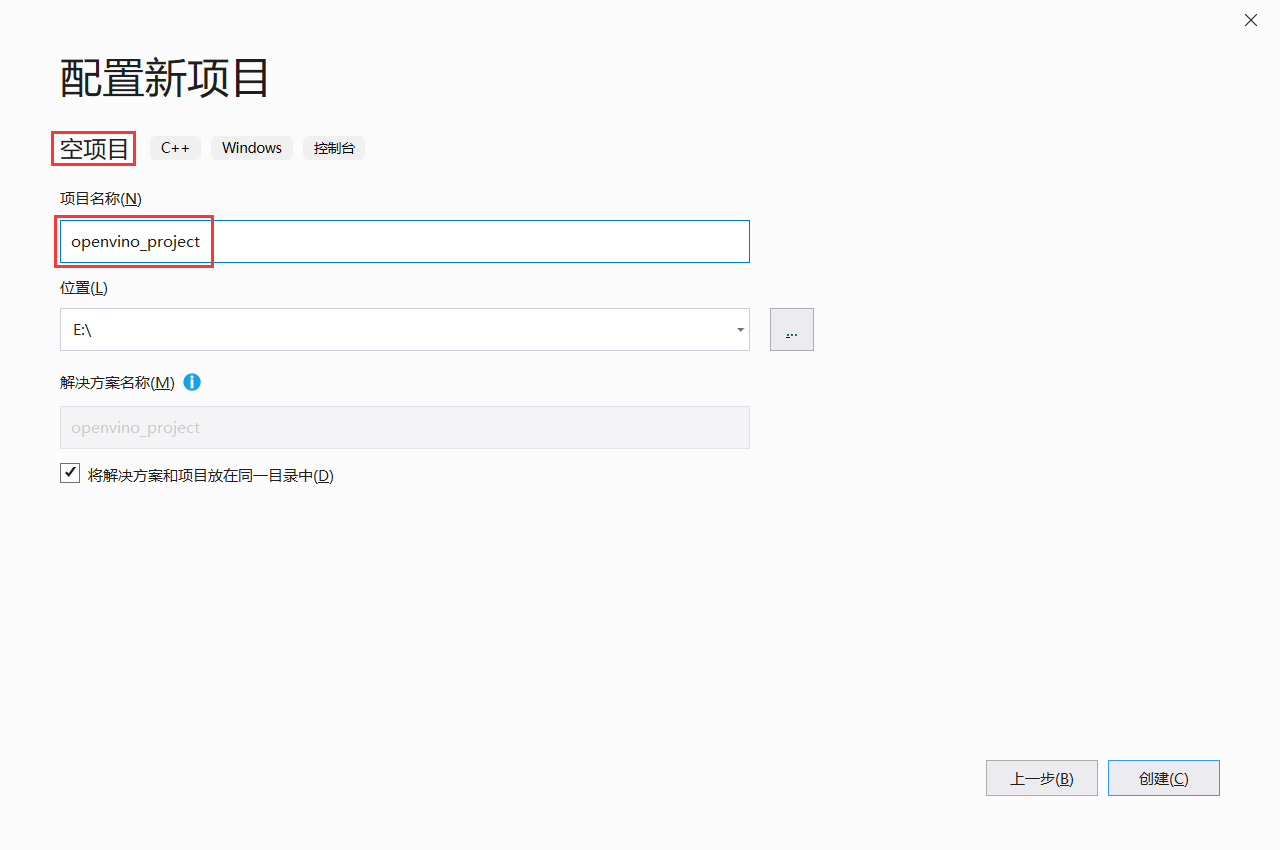 配置新项目
空项目 C++ Windows 控制台
项目名称(N)
openvino_project
位置(L)
E:\
...
解决方案名称(M)
openvino_project
将解决方案和项目放在同一目录中(D)
上一步(B) 创建(C)